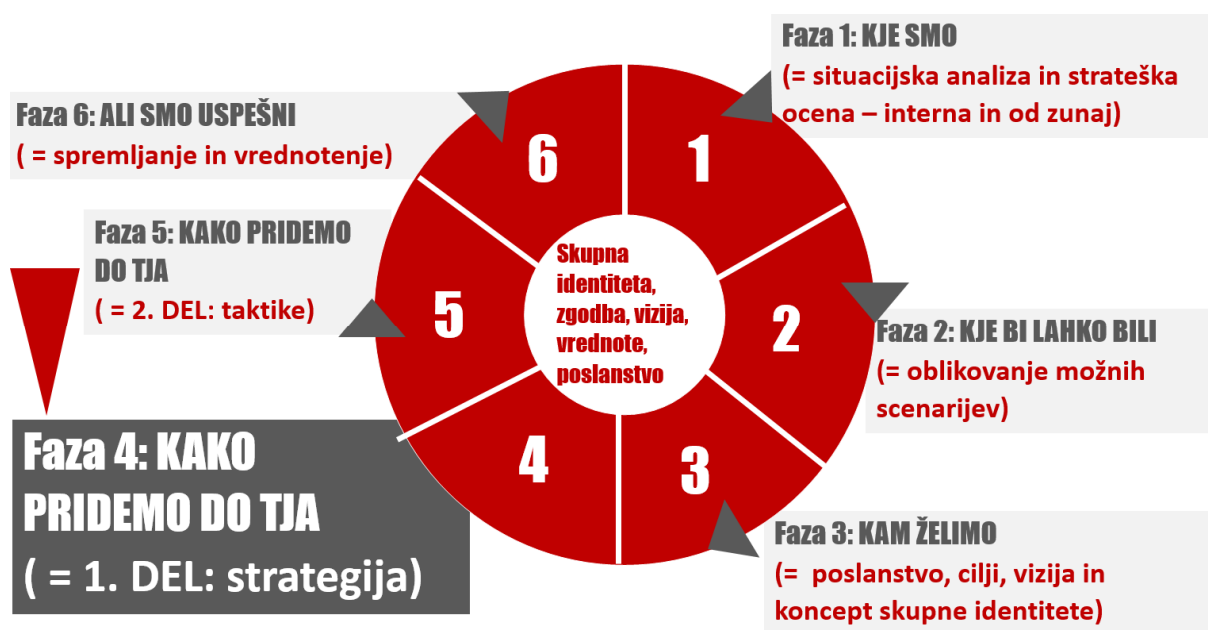 Faza 1: KJE SMO
(= situacijska analiza in strateška
ocena – interna in od zunaj)
Faza 6: ALI SMO USPEŠNI
( = spremljanje in vrednotenje)
6
1
Faza 5: KAKO PRIDEMO
DO TJA
( = 2. DEL: taktike)
Skupna
identiteta,
zgodba, vizija,
vrednote,
poslanstvo
5
2
Faza 2: KJE BI LAHKO BILI
(= oblikovanje možnih
scenarijev)
4
3
Faza 4: KAKO
PRIDEMO DO TJA
( = 1. DEL: strategija)
Faza 3: KAM ŽELIMO
(= poslanstvo, cilji, vizija in
koncept skupne identitete)